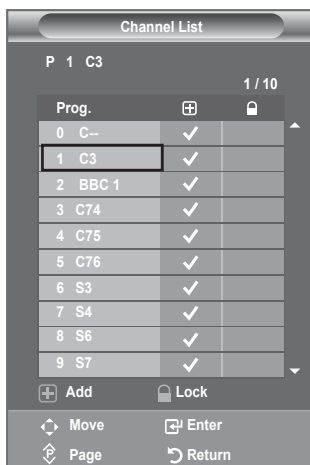 Channel List
P 1 C3
1 / 10
Prog.
0 C--
1 C3
2 BBC 1
3 C74
4 C75
5 C76
6 S3
7 S4
8 S6
9 S7
Add Lock
Move Enter
Page Return